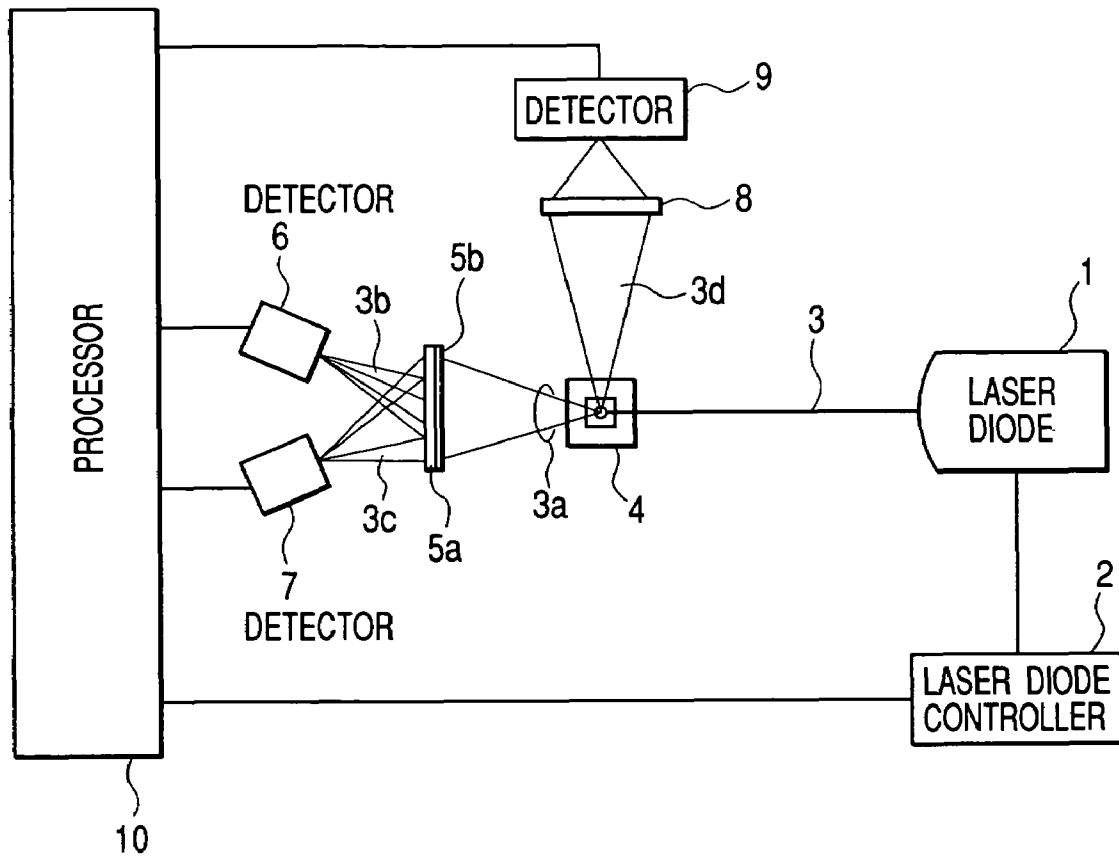 9
DETECTOR
8
DETECTOR
6
5b
3b
3d
1
3
LASER
DIODE
PROCESSOR
3a
4
3c
5a
7
DETECTOR
2
LASER DIODE
CONTROLLER
10